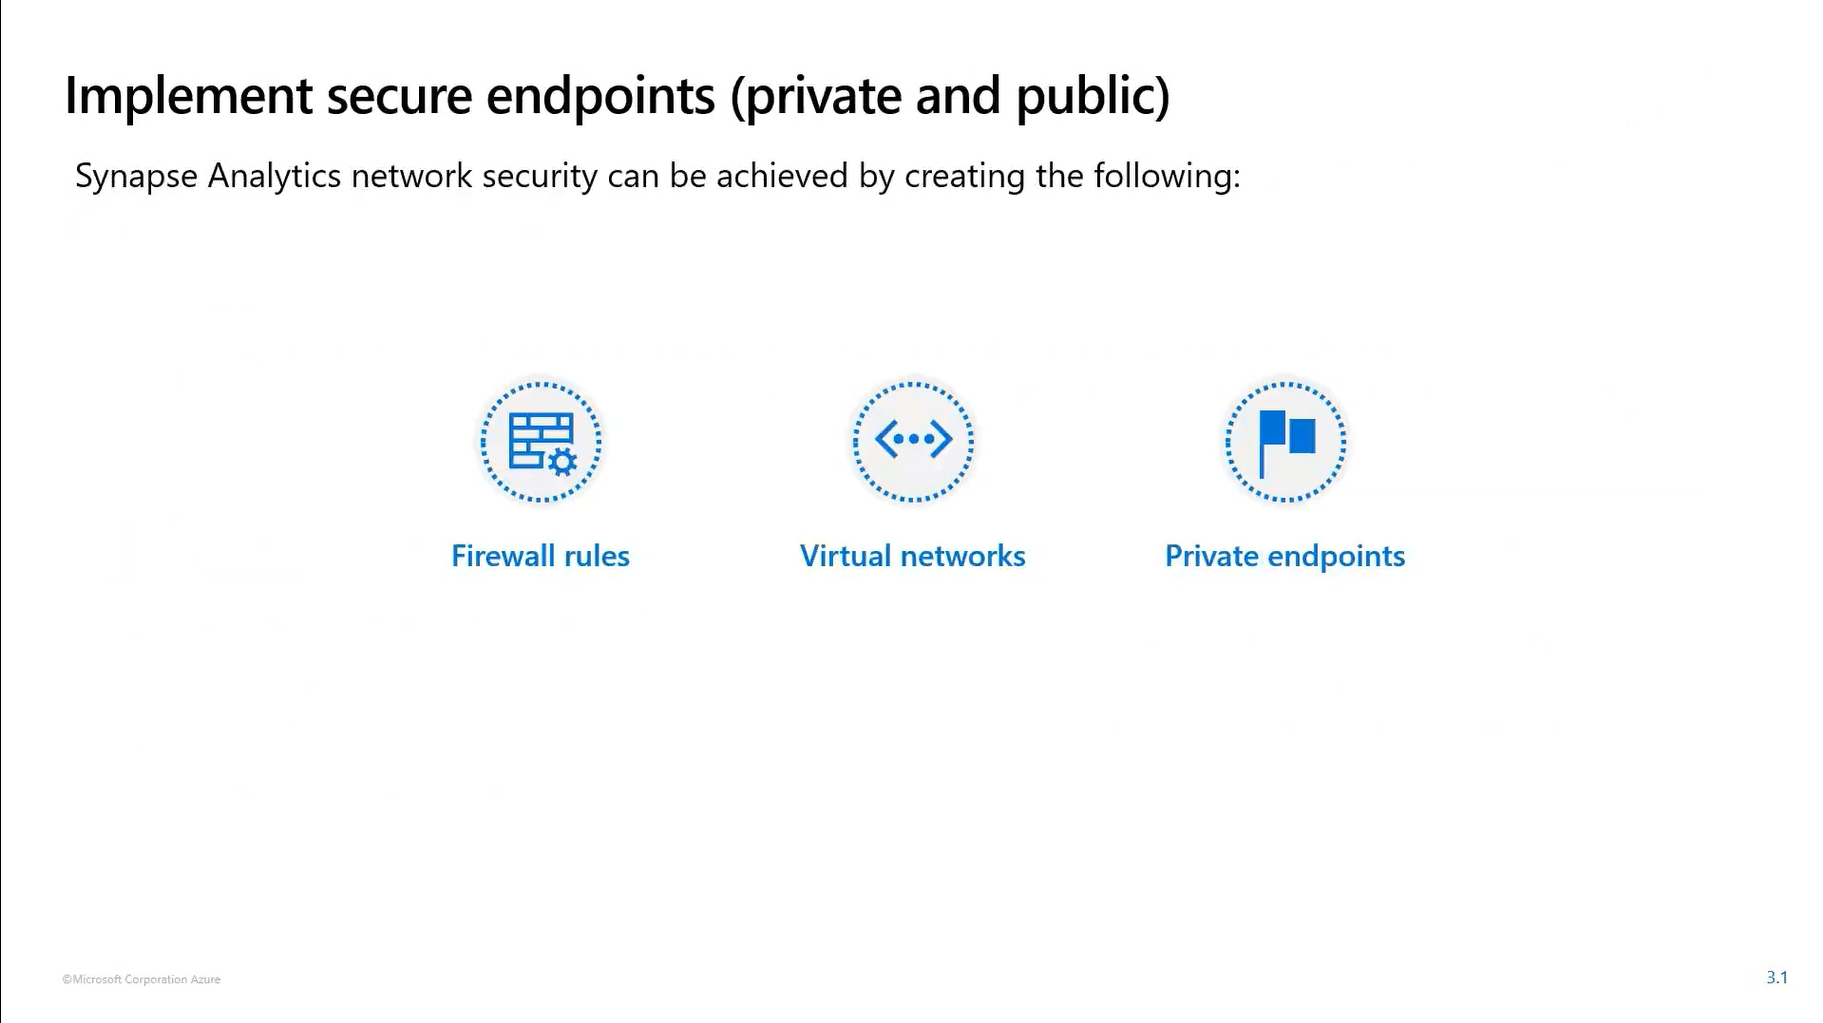 Implement secure endpoints (private and public)
Synapse Analytics network security can be achieved by creating the following:
Firewall rules
Virtual networks
Private endpoints
©Microsoft Corporation Azure
3.1